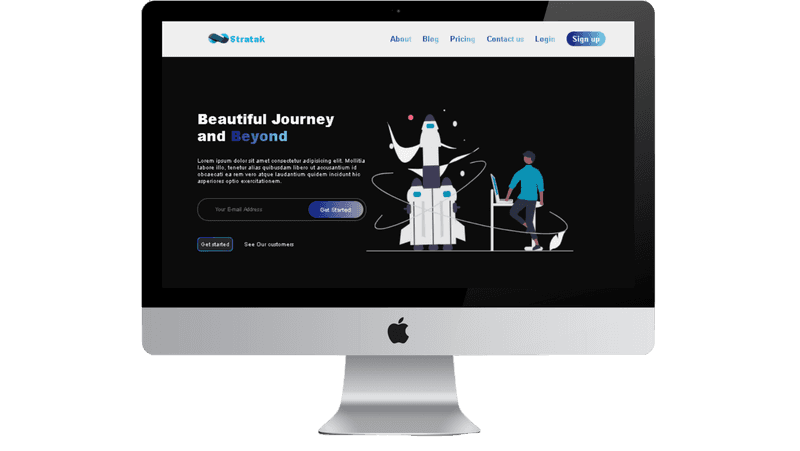 Stratak
About Blog Pricing Contact us Login Sign up
Beautiful Journey
and Beyond
Lorem ipsum dolor sit amet consectetur adipisicing elit. Mollitia
labore illo, tenetur alias quibusdam libero ut accusantium id
obcaecati ea rem vero atque laudantium quidem incidunt hic
asperiores optio exercitationem.
Your Email Address Get Started
Get started See Our customers